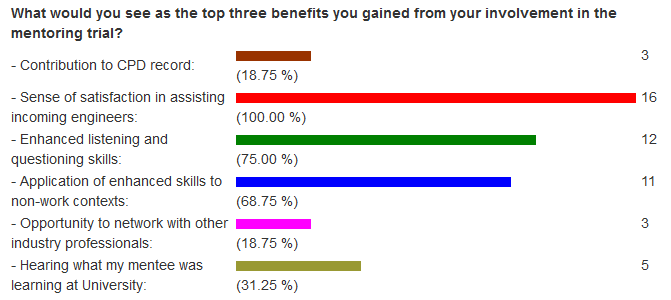 What would you see as the top three benefits you gained from your involvement in the
mentoring trial?
- Contribution to CPD record:
3
(18.75 %)
- Sense of satisfaction in assisting
16
incoming engineers:
(100.00 %)
- Enhanced listening and
12
questioning skills:
(75.00 %)
- Application of enhanced skills to
11
non-work contexts:
(68.75 %)
- Opportunity to network with other
3
industry professionals:
(18.75 %)
- Hearing what my mentee was
5
learning at University:
(31.25 %)